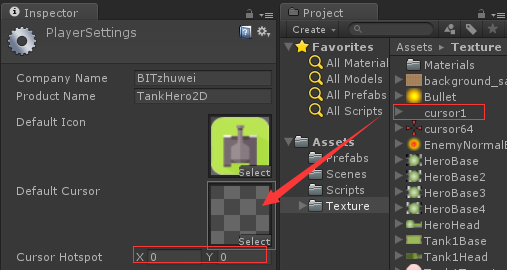 Inspector
PlayerSettings
Company Name BITzhuwei
Product Name TankHero2D
Default Icon
Select
Default Cursor
Select
Cursor Hotspot X 0 Y 0
Project
Create
Favorites
All Material
All Models
All Prefabs
All Scripts
Assets
Prefabs
Scenes
Scripts
Texture
Assets Texture
Materials
background_sa
Bullet
cursor1
cursor64
EnemyNormalB
HeroBase
HeroBase2
HeroBase3
HeroBase4
HeroHead
Tank1Base
Tank1Head